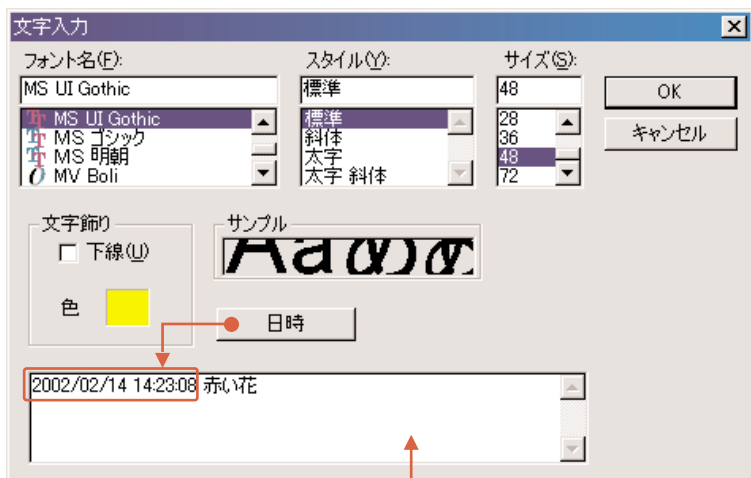 文字入力
フォント名(F): スタイル(Y): サイズ(S):
MS UI Gothic 標準 48 OK
MS UI Gothic 標準 28 キャンセル
MS ゴシック 斜体 36
MS 明朝 太字 48
MV Boli 太字 斜体 72
文字飾り サンプル
下線(U) Aaあぁ
色
日時
2002/02/14 14:23:08 赤い花